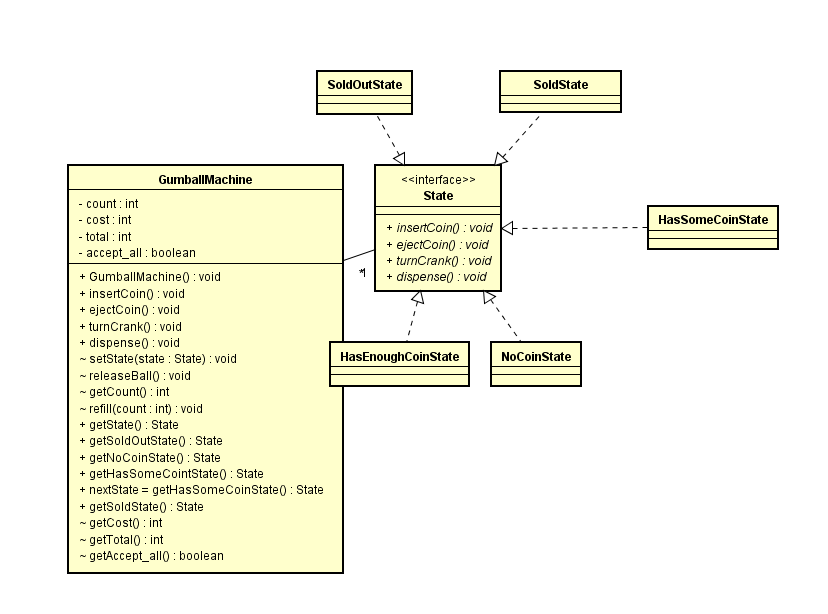 SoldOutState
SoldState
GumballMachine
- count : int
- cost : int
- total : int
- accept_all : boolean
+ GumballMachine() : void
+ insertCoin() : void
+ ejectCoin() : void
+ turnCrank() : void
+ dispense() : void
~ setState(state : State) : void
~ releaseBall() : void
~ getCount() : int
~ refill(count : int) : void
+ getState() : State
+ getSoldOutState() : State
+ getNoCoinState() : State
+ getHasSomeCointState() : State
+ nextState = getHasSomeCoinState() : State
+ getSoldState() : State
~ getCost() : int
~ getTotal() : int
~ getAccept_all() : boolean
*
<<interface>>
State
+ insertCoin() : void
+ ejectCoin() : void
+ turnCrank() : void
+ dispense() : void
HasSomeCoinState
HasEnoughCoinState
NoCoinState